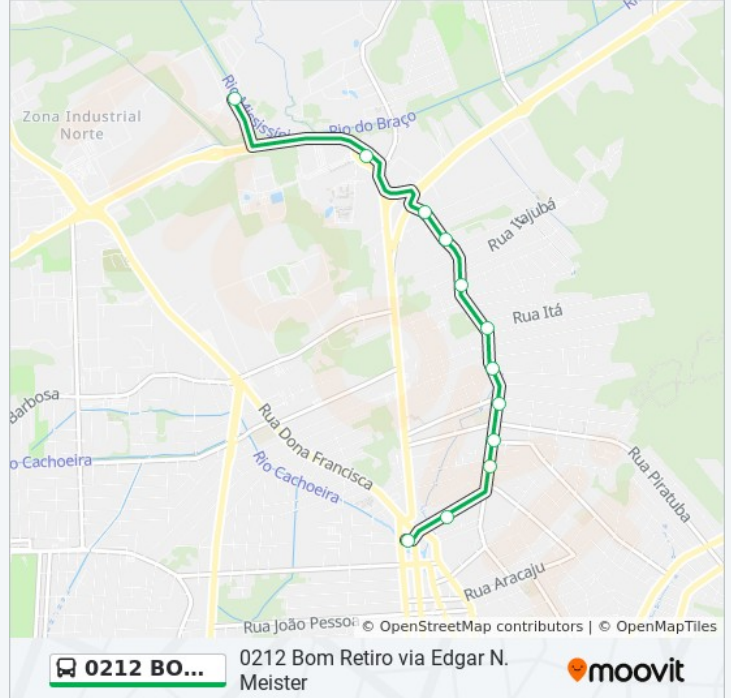 Ri
Rio Mississipi
Zona Industrial
Norte
Rio do Braço
Rua Itajubá
Rua Itá
Barbosa
Rua Dona Francisca
o Cachoeira
Rio Cachoeira
Rua Piratuba
Rua Aracaju
Rua João Pessoa
© OpenStreetMap contributors | © OpenMapTiles
0212 BO...
0212 Bom Retiro via Edgar N.
Meister
moovit